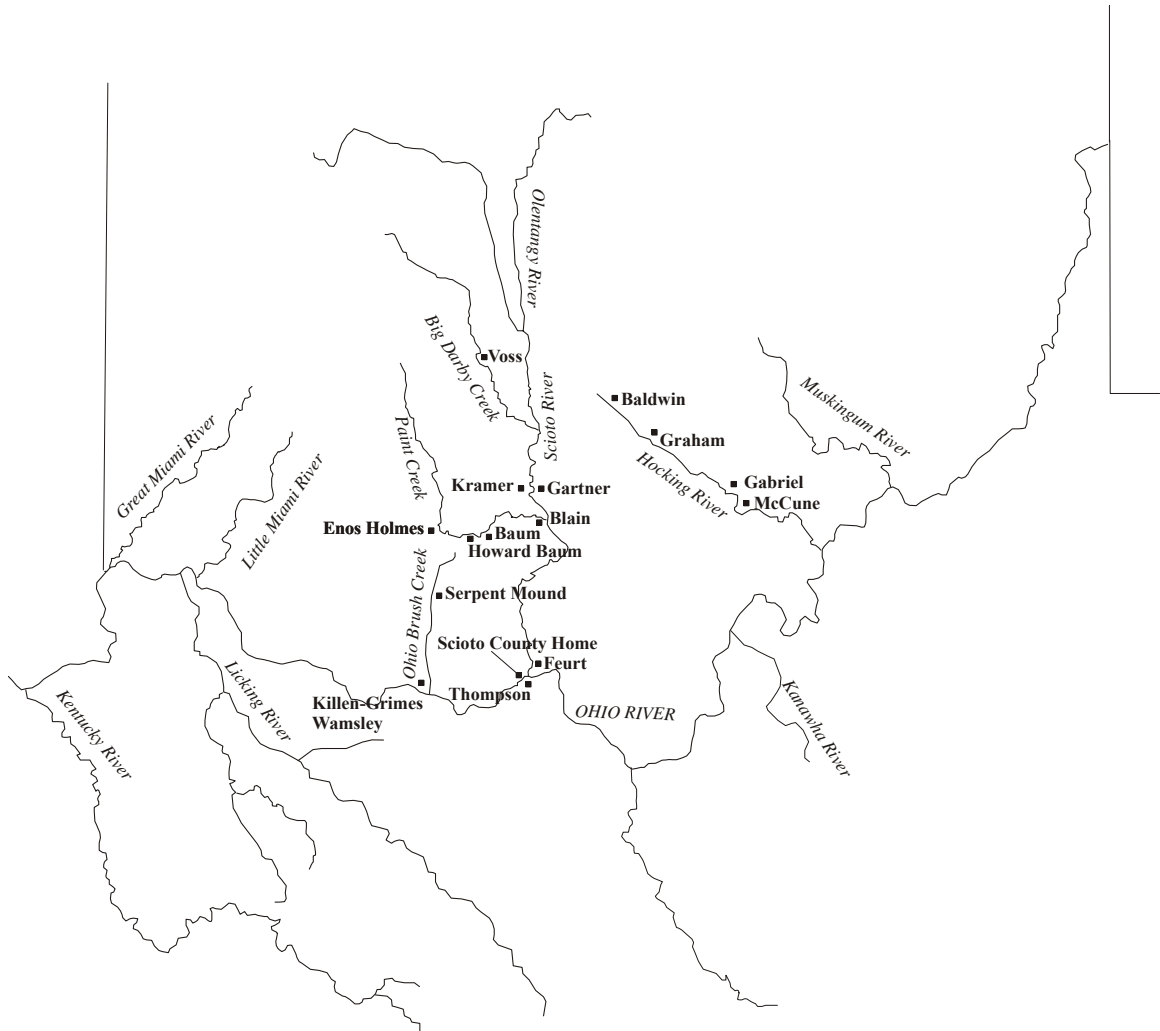 Olentangy River
Big Darby Creek
Voss
Scioto River
Baldwin
Muskingum River
Great Miami River
Paint Creek
Graham
Little Miami River
Hocking River
Kramer
Gartner
Gabriel
McCune
Enos Holmes
Blain
Baum
Howard Baum
Ohio Brush Creek
Serpent Mound
Scioto County Home
Feurt
Licking River
Thompson
Killen-Grimes
Wamsley
OHIO RIVER
Kanawha River
Kentucky River